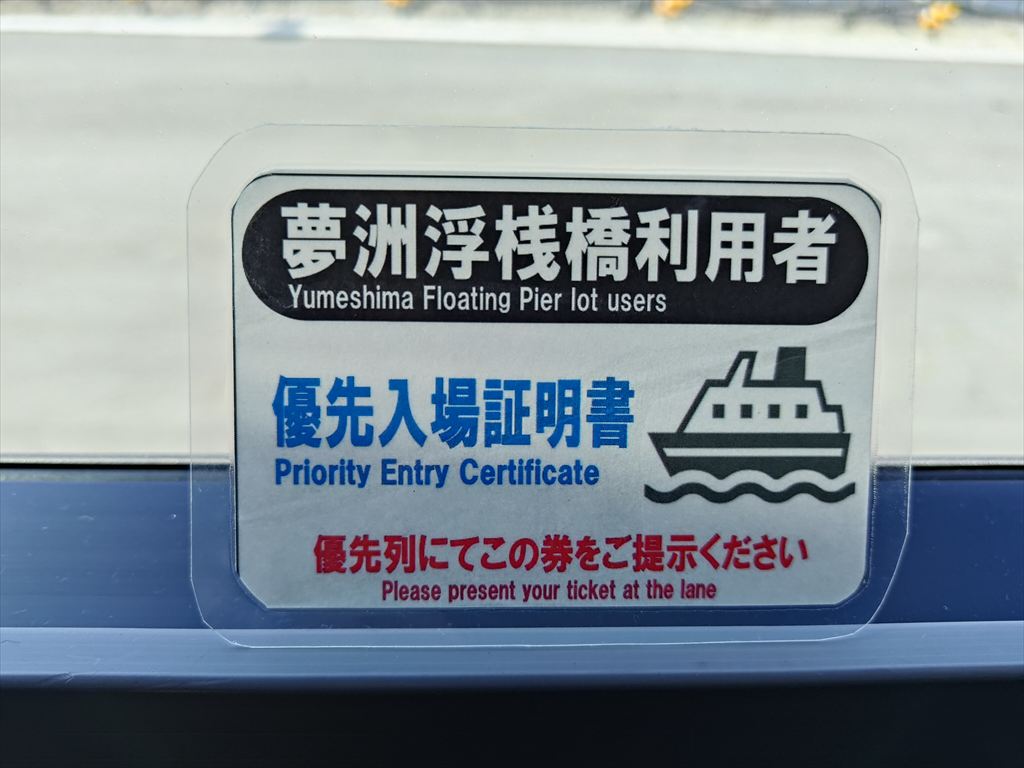 夢洲浮桟橋利用者
Yumeshima Floating Pier lot users
優先入場証明書
Priority Entry Certificate
優先列にてこの券をご提示ください
Please present your ticket at the lane